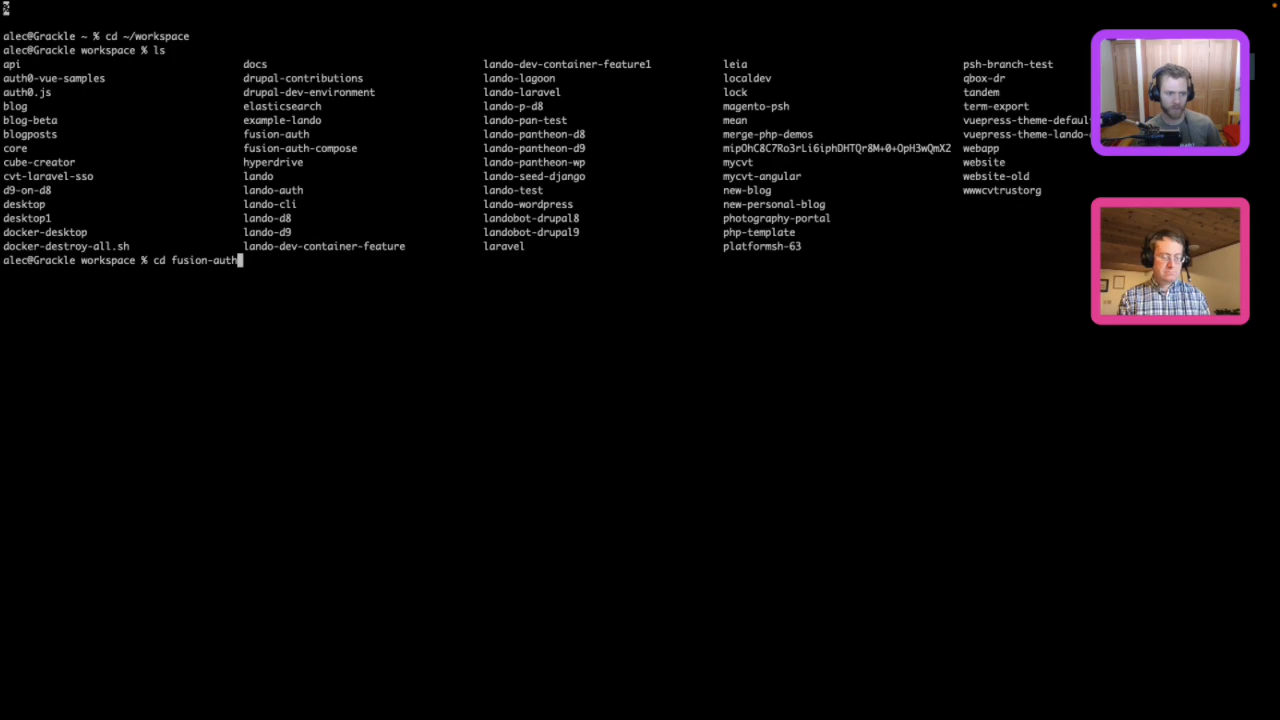 alec@Grackle ~ % cd ~/workspace
alec@Grackle workspace % ls
api docs lando-dev-container-feature1 leia psh-branch-test
auth0-vue-samples drupal-contributions lando-lagoon localdev qbox-dr
auth0.js drupal-dev-environment lando-laravel lock tandem
blog elasticsearch lando-p-d8 magento-psh term-export
blog-beta example-lando lando-pan-test mean vuepress-theme-defaul
blogposts fusion-auth lando-pantheon-d8 merge-php-demos vuepress-theme-lando-
core fusion-auth-compose lando-pantheon-d9 mipOhC8C7Ro3rLi6iphDHTQr8M+0+OpH3wQmX2 webapp
cube-creator hyperdrive lando-pantheon-wp mycvt website
cvt-laravel-sso lando lando-seed-django mycvt-angular website-old
d9-on-d8 lando-auth lando-test new-blog wwwcvtrustorg
desktop lando-cli lando-wordpress new-personal-blog
desktop1 lando-d8 landobot-drupal8 photography-portal
docker-desktop lando-d9 landobot-drupal9 php-template
docker-destroy-all.sh lando-dev-container-feature laravel platformsh-63
alec@Grackle workspace % cd fusion-auth